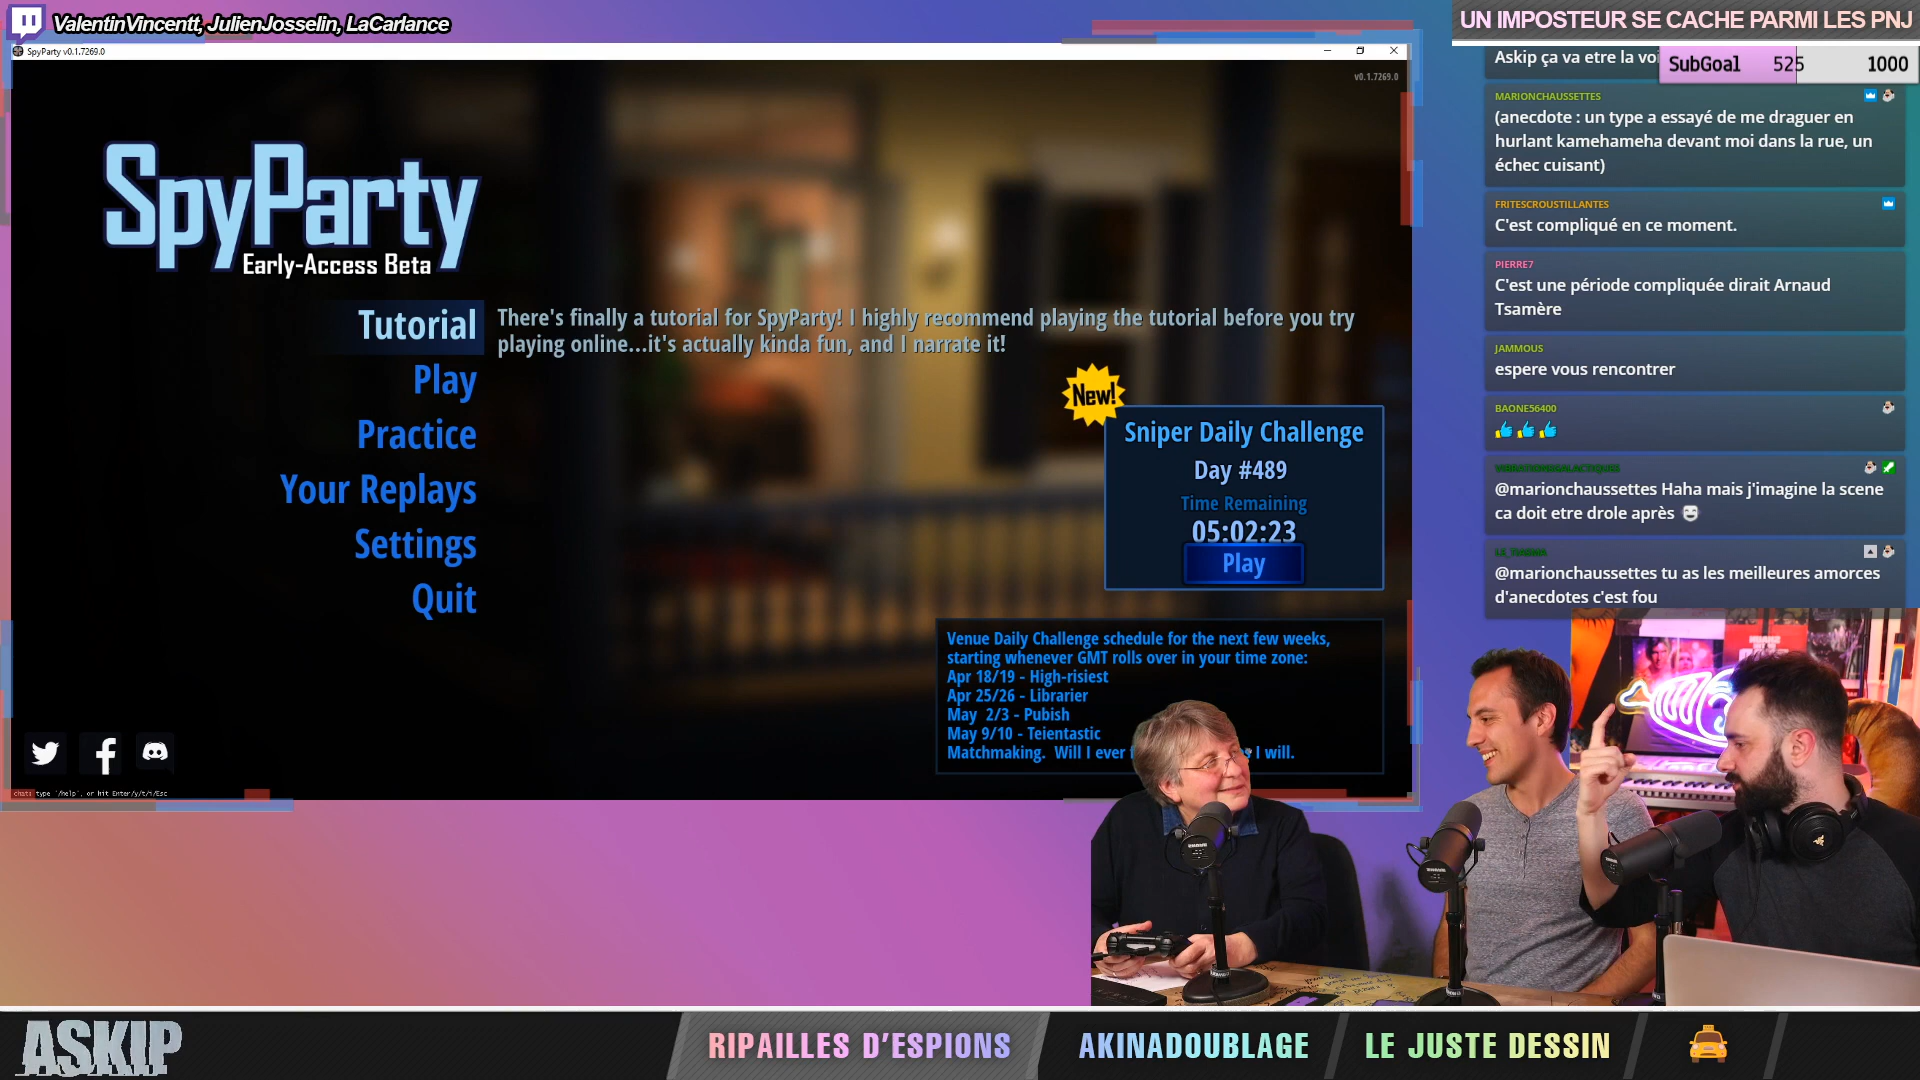 ValentinVincentt, JulienJosselin, LaCarlance
UN IMPOSTEUR SE CACHE PARMI LES PNJ
SpyParty v0.1.7269.0
v0.1.7269.0
SpyParty
Early-Access Beta
Tutorial
There's finally a tutorial for SpyParty! I highly recommend playing the tutorial before you try
playing online...it's actually kinda fun, and I narrate it!
Play
Practice
Your Replays
Settings
Quit
New!
Sniper Daily Challenge
Day #489
Time Remaining
05:02:23
Play
Venue Daily Challenge schedule for the next few weeks,
starting whenever GMT rolls over in your time zone:
Apr 18/19 - High-risiest
Apr 25/26 - Librarier
May 2/3 - Pubish
May 9/10 - Teientastic
Matchmaking. Will I ever I will.
chat: type '/help', or hit Enter/y/t/i/Esc
Askip ça va etre la
SubGoal 525 1000
MARIONCHAUSSETTES
(anecdote : un type a essayé de me draguer en
hurlant kamehameha devant moi dans la rue, un
échec cuisant)
FRITESCROUSTILLANTES
C'est compliqué en ce moment.
PIERRE7
C'est une période compliquée dirait Arnaud
Tsamère
JAMMOUS
espere vous rencontrer
BAONE56400
👍👍👍
VIBRATIONSGALACTIQUES
@marionchaussettes Haha mais j'imagine la scene
ca doit etre drole après 😄
@marionchaussettes tu as les meilleures amorces
d'anecdotes c'est fou
ASKIP
RIPAILLES D'ESPIONS
AKINADOUBLAGE
LE JUSTE DESSIN